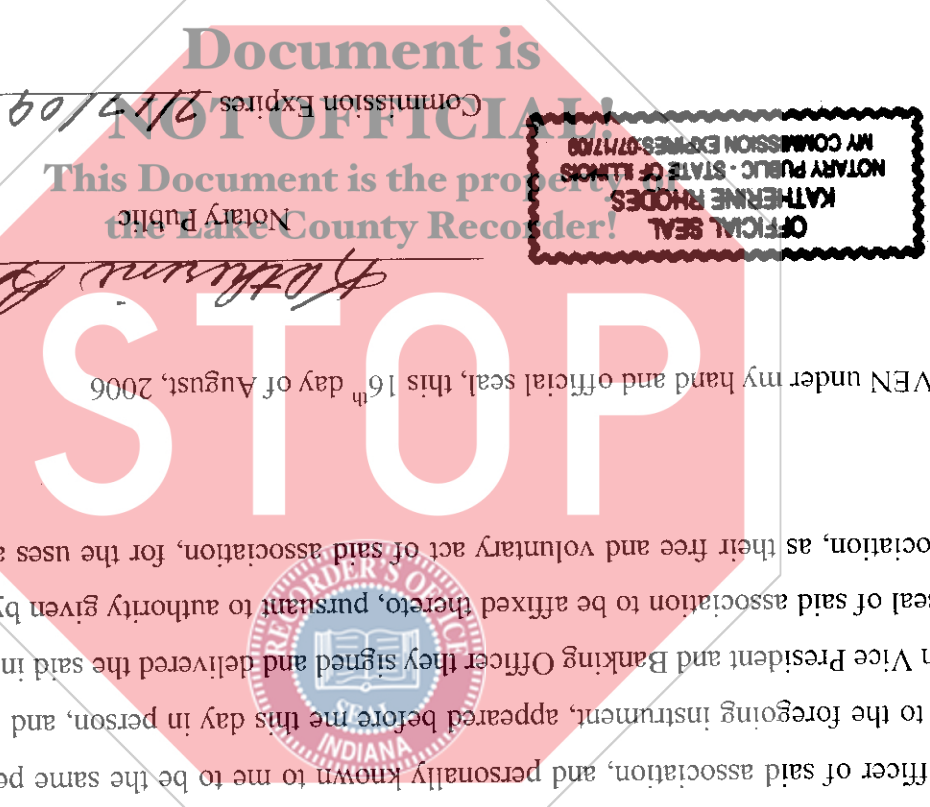 fficer of said association, and personally known to me to be the same pe
to the foregoing instrument, appeared before me this day in person, and
n Vice President and Banking Officer they signed and delivered the said in
seal of said association to be affixed thereto, pursuant to authority given by
ociation, as their free and voluntary act of said association, for the uses a
VEN under my hand and official seal, this 16th day of August, 2006
OFFICIAL SEAL
KATHERINE RHODES
NOTARY PUBLIC - STATE OF ILLINOIS
MY COMMISSION EXPIRES:07/17/09
Katherine
Notary Public
Commission Expires 7/17/09
Document is
NOT OFFICIAL!
This Document is the property of
the Lake County Recorder!
STOP
RECORDER'S OFFICE
SEAL
INDIANA